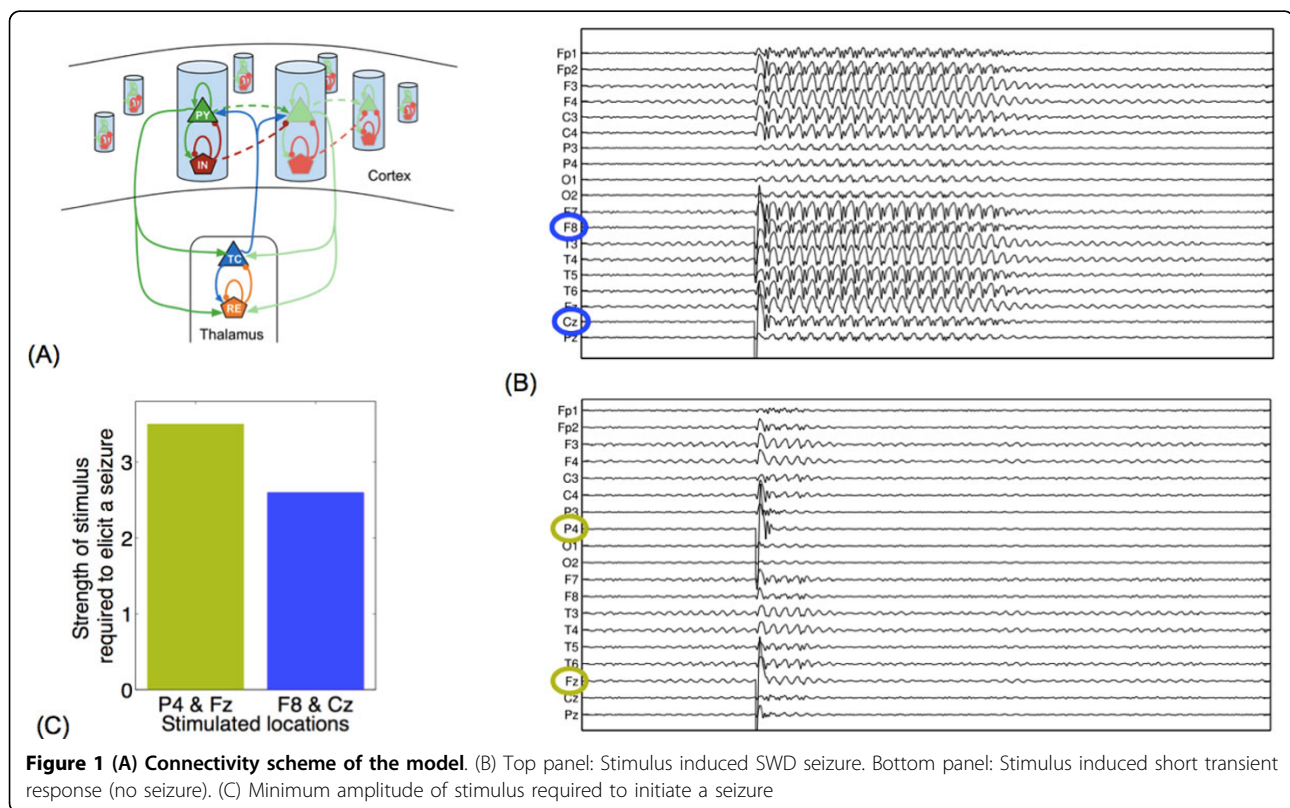 PY
IN
Cortex
TC
RE
Thalamus
(A)
Fp1
Fp2
F3
F4
C3
C4
P3
P4
O1
O2
F7
F8
T3
T4
T5
T6
Fz
Cz
Pz
(B)
Fp1
Fp2
F3
F4
C3
C4
P3
P4
O1
O2
F7
F8
T3
T4
T5
T6
Fz
Cz
Pz
Strength of stimulus
required to elicit a seizure
3
2
1
0
P4 & Fz
F8 & Cz
Stimulated locations
(C)
Figure 1 (A) Connectivity scheme of the model. (B) Top panel: Stimulus induced SWD seizure. Bottom panel: Stimulus induced short transient
response (no seizure). (C) Minimum amplitude of stimulus required to initiate a seizure